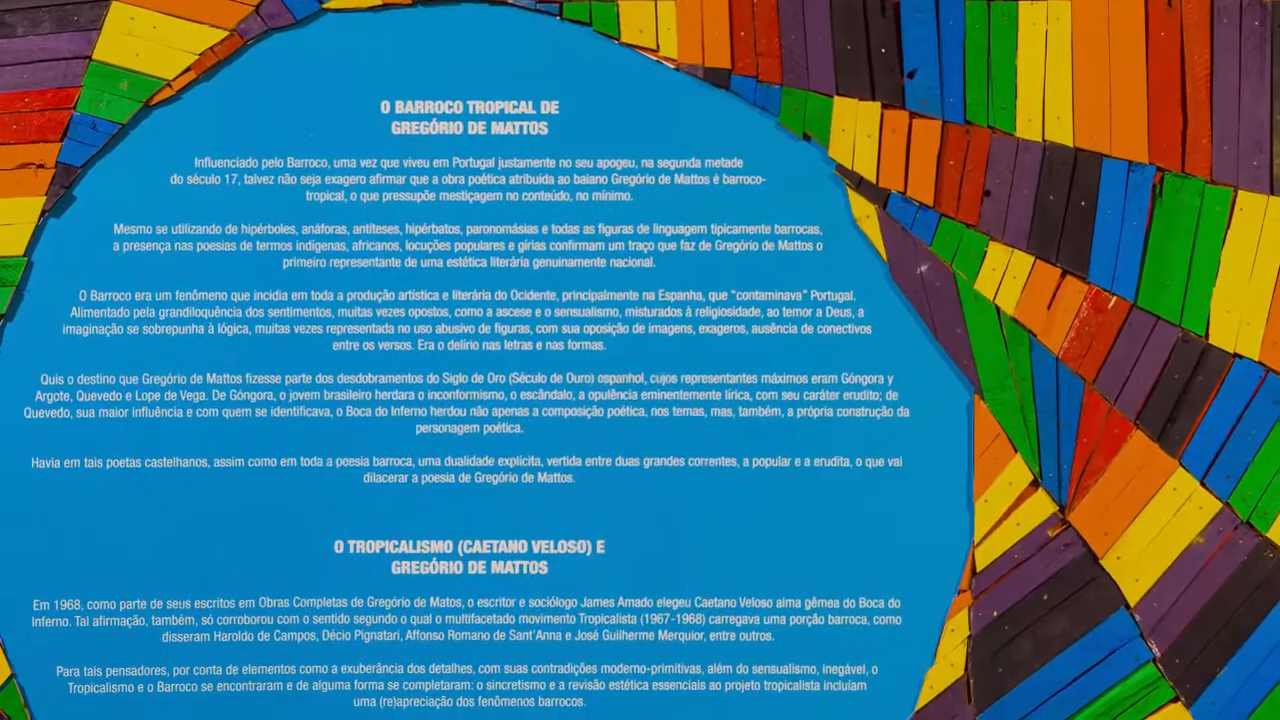 O BARROCO TROPICAL DE
GREGÓRIO DE MATTOS
Influenciado pelo Barroco, uma vez que viveu em Portugal justamente no seu apogeu, na segunda metade
do século 17, talvez não seja exagero afirmar que a obra poética atribuída ao baiano Gregório de Mattos é barroco-
tropical, o que pressupõe mestiçagem no conteúdo, no mínimo.
Mesmo se utilizando de hipérboles, anáforas, antíteses, hipérbatos, paronomásias e todas as figuras de linguagem tipicamente barrocas,
a presença nas poesias de termos indígenas, africanos, locuções populares e gírias confirmam um traço que faz de Gregório de Mattos o
primeiro representante de uma estética literária genuinamente nacional.
O Barroco era um fenômeno que incidia em toda a produção artística e literária do Ocidente, principalmente na Espanha, que "contaminava" Portugal.
Alimentado pela grandiloquência dos sentimentos, muitas vezes opostos, como a ascese e o sensualismo, misturados à religiosidade, ao temor a Deus, a
imaginação se sobrepunha à lógica, muitas vezes representada no uso abusivo de figuras, com sua oposição de imagens, exageros, ausência de conectivos
entre os versos. Era o delírio nas letras e nas formas.
Quis o destino que Gregório de Mattos fizesse parte dos desdobramentos do Siglo de Oro (Século de Ouro) espanhol, cujos representantes máximos eram Góngora y
Argote, Quevedo e Lope de Vega. De Góngora, o jovem brasileiro herdara o inconformismo, o escândalo, a opulência eminentemente lírica, com seu caráter erudito; de
Quevedo, sua maior influência e com quem se identificava, o Boca do Inferno herdou não apenas a composição poética, nos temas, mas, também, a própria construção da
personagem poética.
Havia em tais poetas castelhanos, assim como em toda a poesia barroca, uma dualidade explícita, vertida entre duas grandes correntes, a popular e a erudita, o que vai
dilacerar a poesia de Gregório de Mattos.
O TROPICALISMO (CAETANO VELOSO) E
GREGÓRIO DE MATTOS
Em 1968, como parte de seus escritos em Obras Completas de Gregório de Matos, o escritor e sociólogo James Amado elegeu Caetano Veloso alma gêmea do Boca do
Inferno. Tal afirmação, também, só corroborou com o sentido segundo o qual o multifacetado movimento Tropicalista (1967-1968) carregava uma porção barroca, como
disseram Haroldo de Campos, Décio Pignatari, Affonso Romano de Sant'Anna e José Guilherme Merquior, entre outros.
Para tais pensadores, por conta de elementos como a exuberância dos detalhes, com suas contradições moderno-primitivas, além do sensualismo, inegável, o
Tropicalismo e o Barroco se encontraram e de alguma forma se completaram: o sincretismo e a revisão estética essenciais ao projeto tropicalista incluíam
uma (re)apreciação dos fenômenos barrocos.